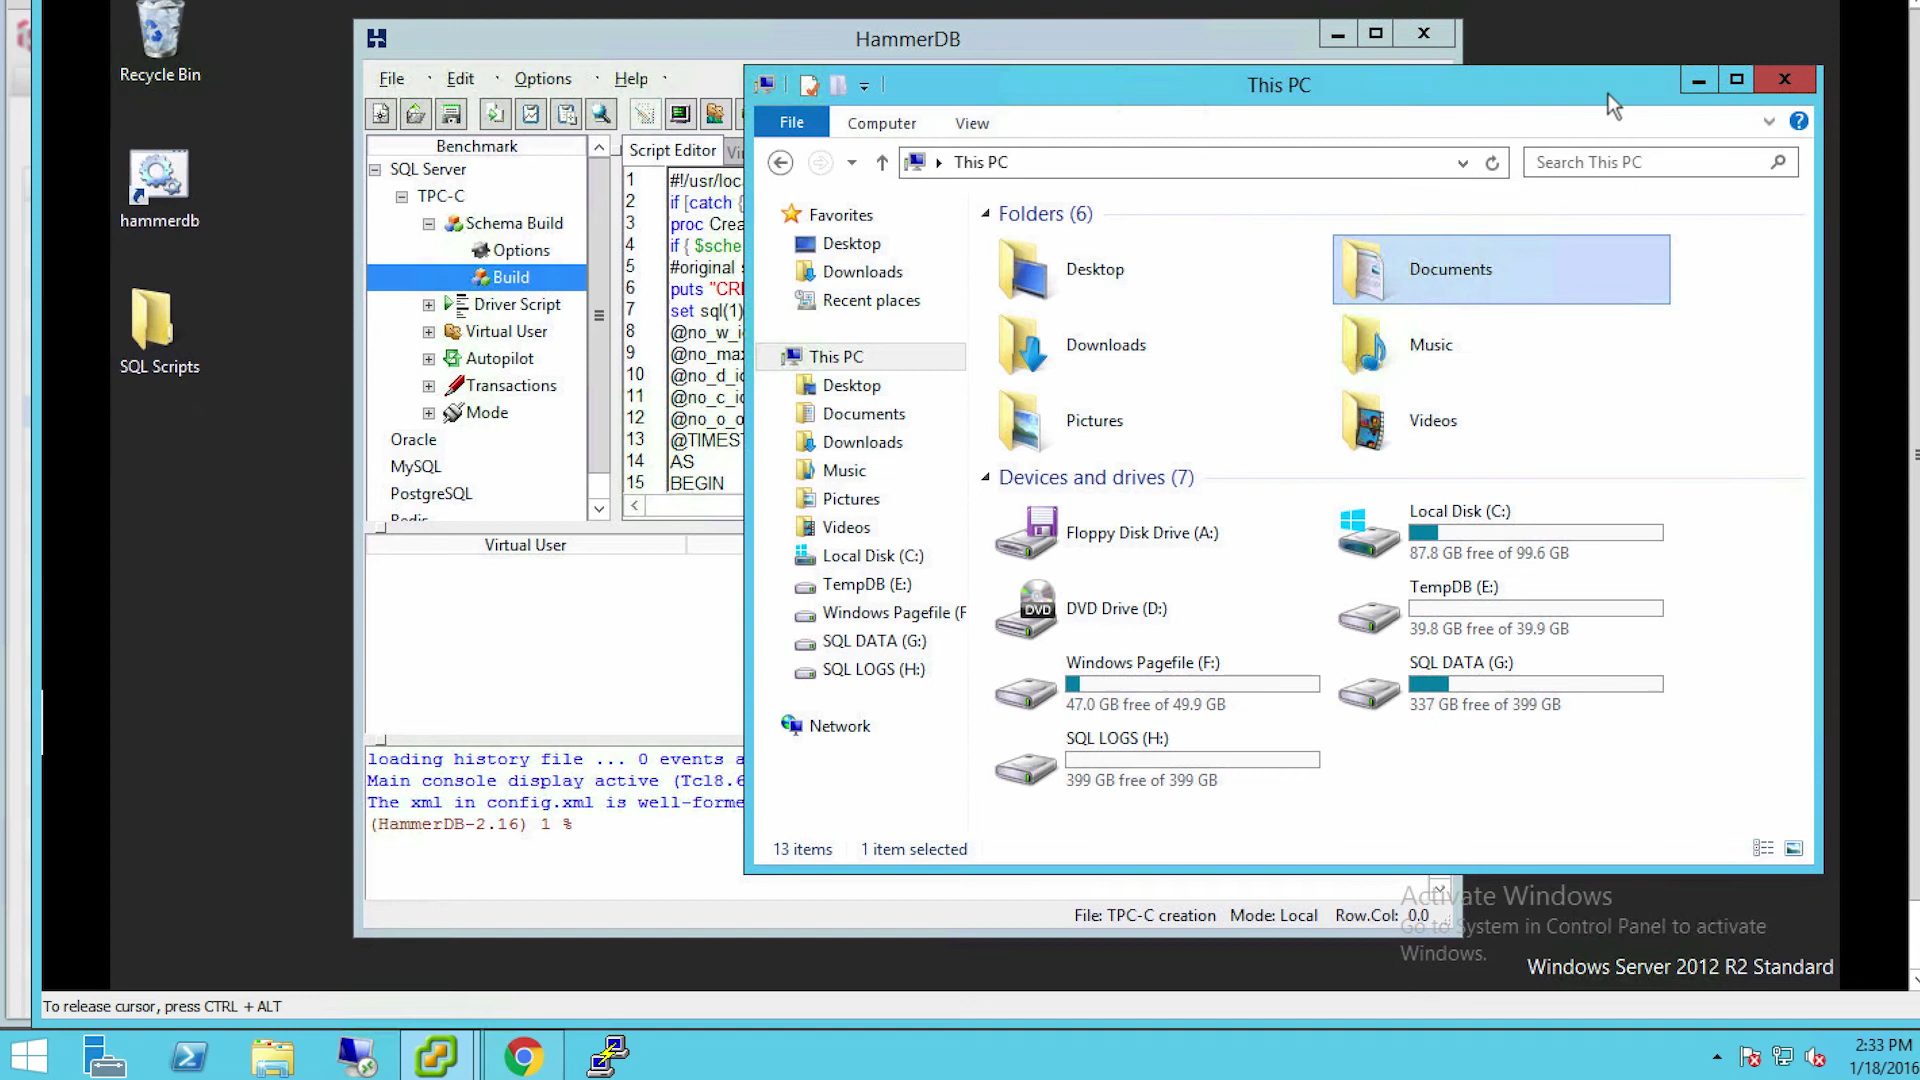 Recycle Bin
hammerdb
SQL Scripts
HammerDB
File
Edit
Options
Help
Benchmark
SQL Server
TPC-C
Schema Build
Options
Build
Driver Script
Virtual User
Autopilot
Transactions
Mode
Oracle
MySQL
PostgreSQL
Script Editor
1 #!/usr/loc
2 if [catch {
3 proc Crea
4 if { $sche
5 #original s
6 puts "CRE
7 set sql(1)
8 @no_w_i
9 @no_max
10 @no_d_i
11 @no_c_i
12 @no_o_o
13 @TIMEST
14 AS
15 BEGIN
Virtual User
loading history file ... 0 events a
Main console display active (Tcl8.6
The xml in config.xml is well-forme
(HammerDB-2.16) 1 %
File: TPC-C creation Mode: Local Row.Col: 0.0
This PC
File
Computer
View
This PC
Search This PC
Favorites
Desktop
Downloads
Recent places
This PC
Desktop
Documents
Downloads
Music
Pictures
Videos
Local Disk (C:)
TempDB (E:)
Windows Pagefile (F
SQL DATA (G:)
SQL LOGS (H:)
Network
Folders (6)
Desktop
Documents
Downloads
Music
Pictures
Videos
Devices and drives (7)
Floppy Disk Drive (A:)
Local Disk (C:)
87.8 GB free of 99.6 GB
DVD
DVD Drive (D:)
TempDB (E:)
39.8 GB free of 39.9 GB
Windows Pagefile (F:)
47.0 GB free of 49.9 GB
SQL DATA (G:)
337 GB free of 399 GB
SQL LOGS (H:)
399 GB free of 399 GB
13 items
1 item selected
Activate Windows
Go to System in Control Panel to activate
Windows.
Windows Server 2012 R2 Standard
To release cursor, press CTRL + ALT
2:33 PM
1/18/2016